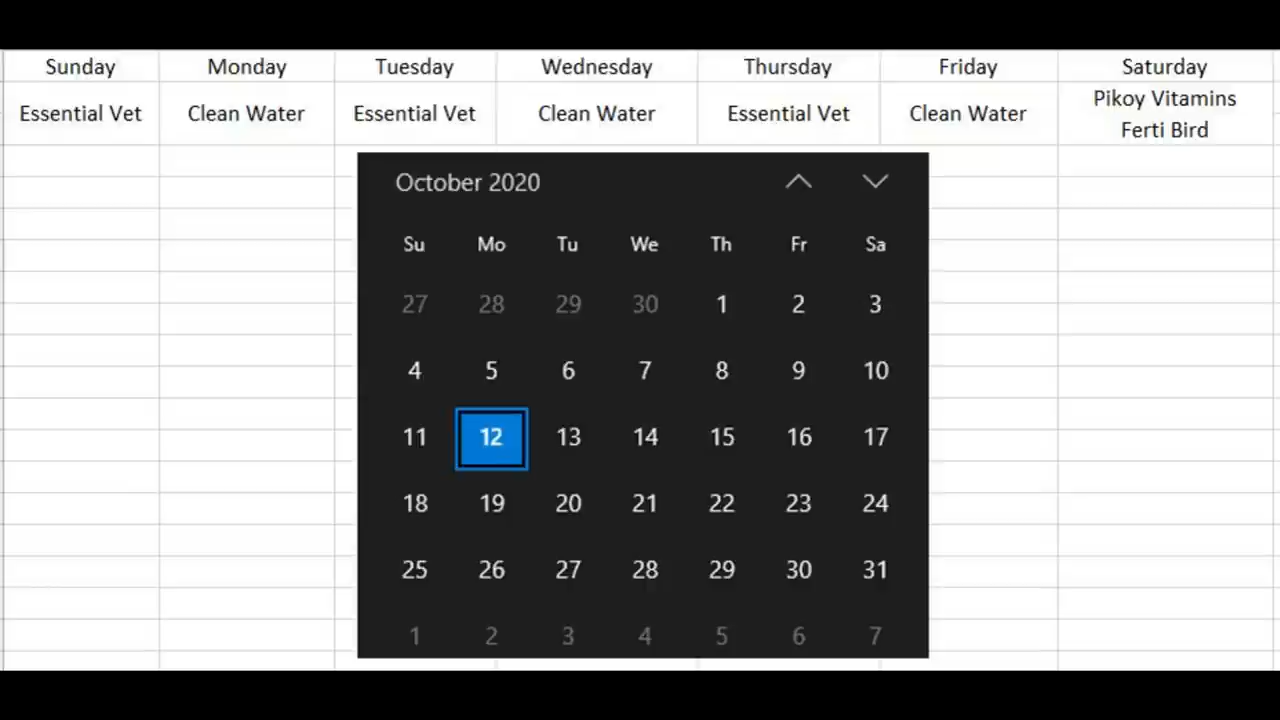 Sunday Monday Tuesday Wednesday Thursday Friday Saturday
Essential Vet Clean Water Essential Vet Clean Water Essential Vet Clean Water Pikoy Vitamins
Ferti Bird
October 2020
Su Mo Tu We Th Fr Sa
27 28 29 30 1 2 3
4 5 6 7 8 9 10
11 12 13 14 15 16 17
18 19 20 21 22 23 24
25 26 27 28 29 30 31
1 2 3 4 5 6 7